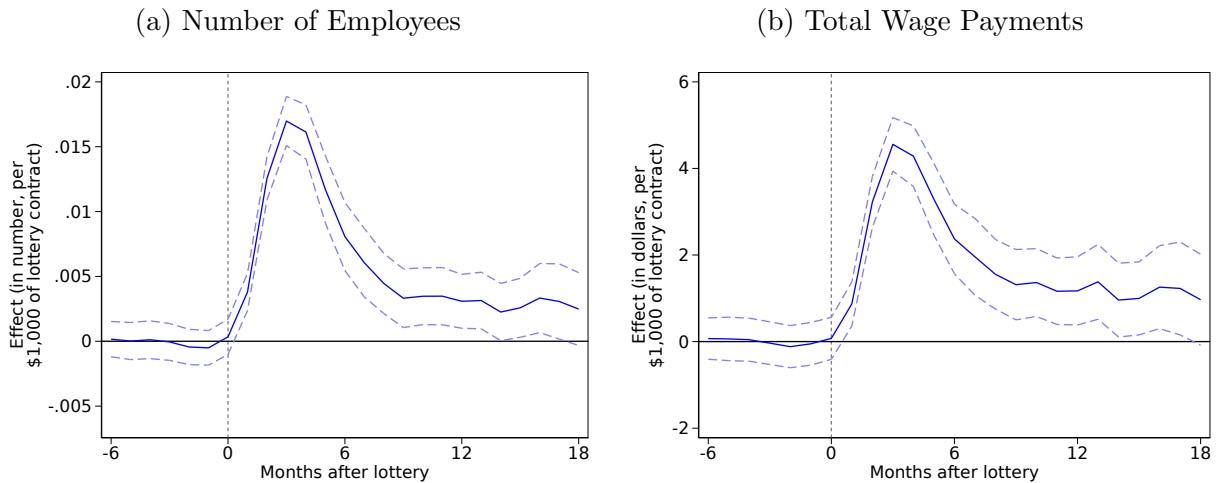 (a) Number of Employees
Effect (in number, per
$1,000 of lottery contract)
.02
.015
.01
.005
0
-.005
-6
0
6
12
18
Months after lottery
(b) Total Wage Payments
Effect (in dollars, per
$1,000 of lottery contract)
6
4
2
0
-2
-6
0
6
12
18
Months after lottery